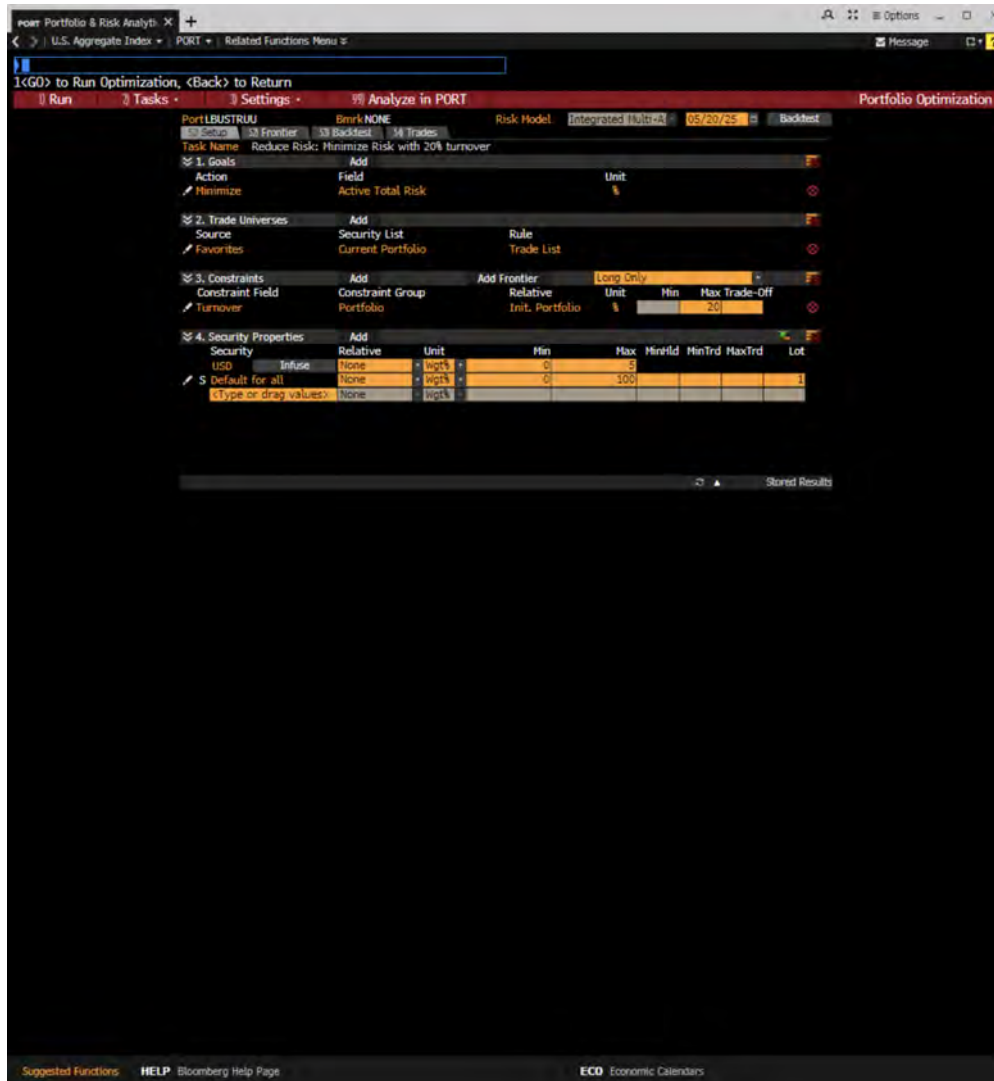 PORT Portfolio & Risk Analyti × + Options
U.S. Aggregate Index PORT Related Functions Menu Message
1<GO> to Run Optimization, <Back> to Return
1) Run 2) Tasks 3) Settings 99) Analyze in PORT Portfolio Optimization
Port LBUSTRUU Bmrk NONE Risk Model Integrated Multi-A 05/20/25 Backtest
Setup Frontier Backtest Trades
Task Name Reduce Risk: Minimize Risk with 20% turnover
1. Goals Add
Action Field Unit
Minimize Active Total Risk %
2. Trade Universes Add
Source Security List Rule
Favorites Current Portfolio Trade List
3. Constraints Add Add Frontier Long Only
Constraint Field Constraint Group Relative Unit Min Max Trade-Off
Turnover Portfolio Init. Portfolio % 20
4. Security Properties Add
Security Relative Unit Min Max MinHld MinTrd MaxTrd Lot
USD Infuse None Wgt% 0 5
S Default for all None Wgt% 0 100 1
<Type or drag values> None Wgt%
Stored Results
Suggested Functions HELP Bloomberg Help Page ECO Economic Calendars